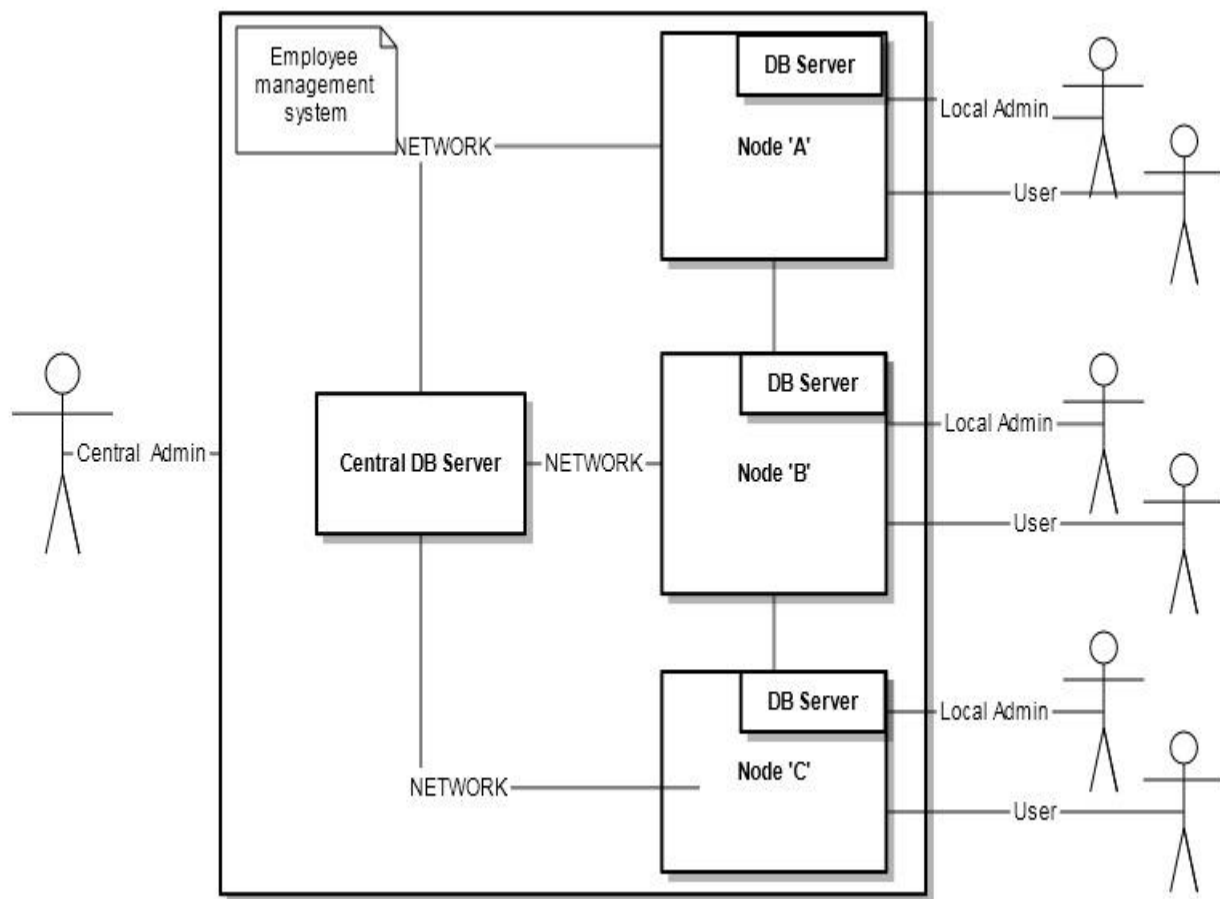 Employee
management
system
DB Server
Node 'A'
Local Admin
User
NETWORK
DB Server
Node 'B'
Local Admin
User
Central Admin
Central DB Server
NETWORK
DB Server
Node 'C'
Local Admin
User
NETWORK